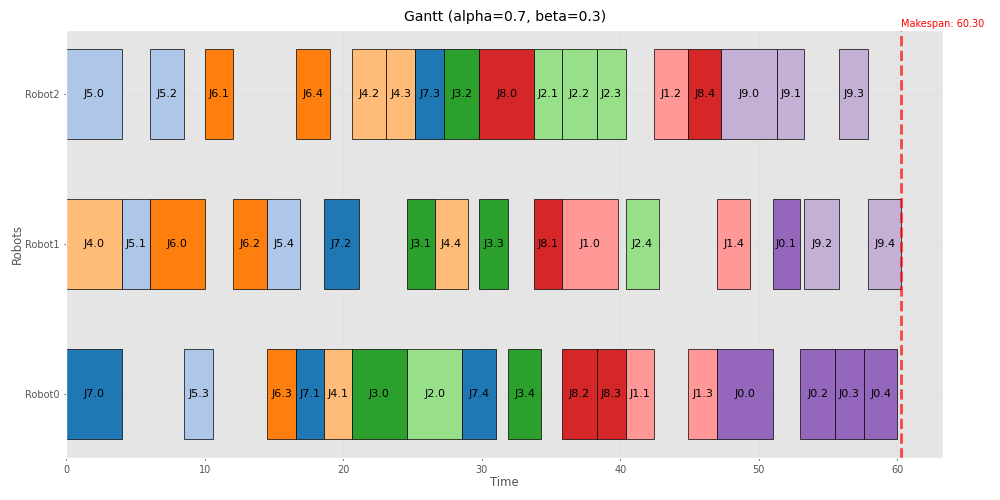 Gantt (alpha=0.7, beta=0.3)
Makespan: 60.30
Robot2
J5.0 J5.2 J6.1 J6.4 J4.2 J4.3 J7.3 J3.2 J8.0 J2.1 J2.2 J2.3 J1.2 J8.4 J9.0 J9.1 J9.3
Robot1
J4.0 J5.1 J6.0 J6.2 J5.4 J7.2 J3.1 J4.4 J3.3 J8.1 J1.0 J2.4 J1.4 J0.1 J9.2 J9.4
Robot0
J7.0 J5.3 J6.3 J7.1 J4.1 J3.0 J2.0 J7.4 J3.4 J8.2 J8.3 J1.1 J1.3 J0.0 J0.2 J0.3 J0.4
Robots
0 10 20 30 40 50 60
Time